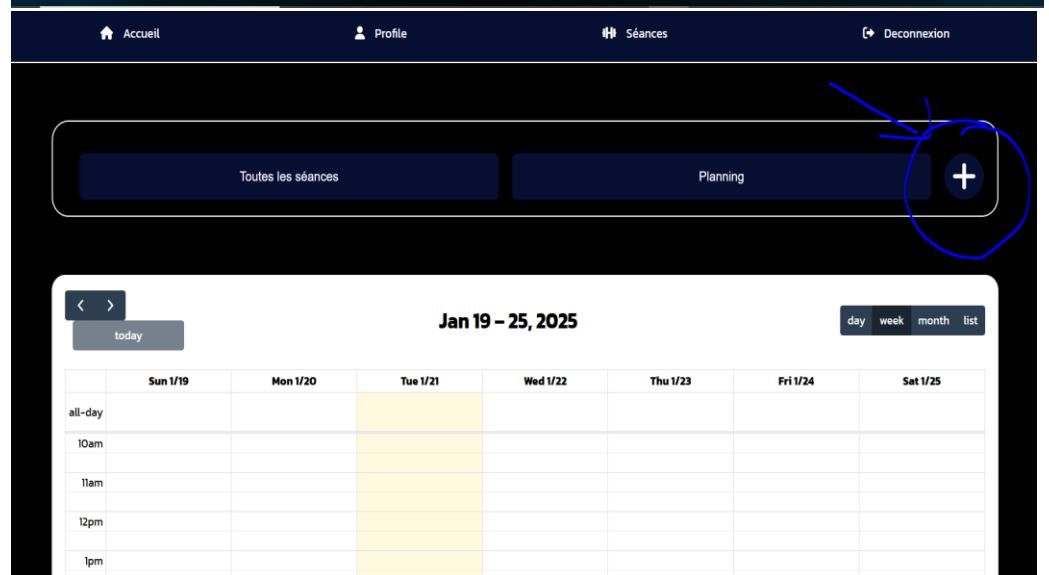 Accueil Profile Séances Deconnexion
Toutes les séances Planning +
< >
today
Jan 19 – 25, 2025
day week month list
Sun 1/19 Mon 1/20 Tue 1/21 Wed 1/22 Thu 1/23 Fri 1/24 Sat 1/25
all-day
10am
11am
12pm
1pm